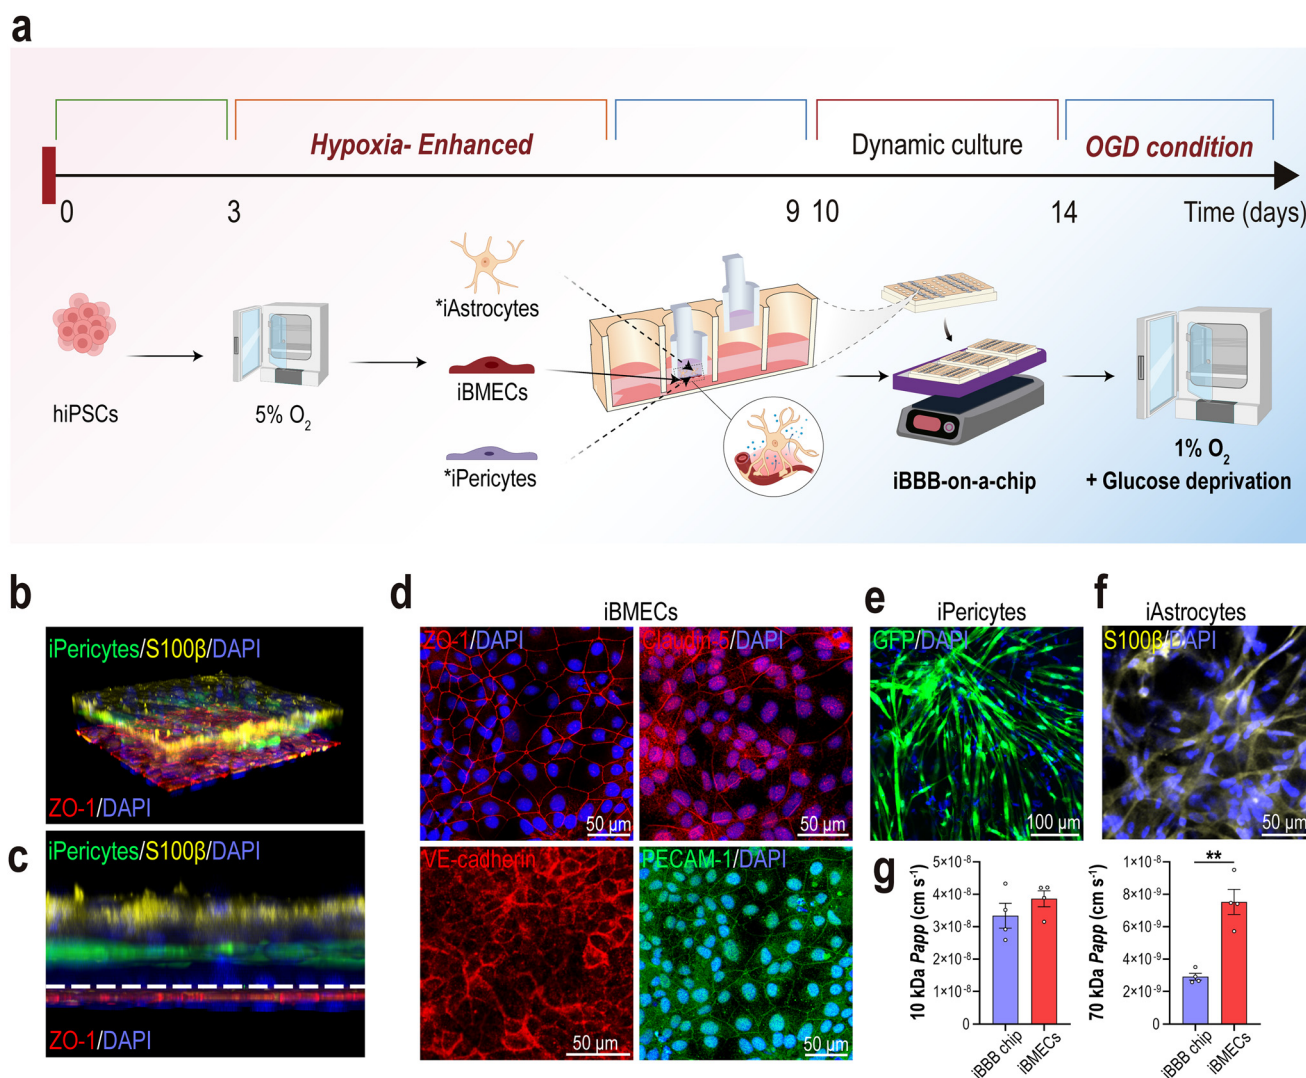 a
Hypoxia- Enhanced
Dynamic culture
OGD condition
0
3
9
10
14
Time (days)
*iAstrocytes
hiPSCs
5% O₂
iBMECs
*iPericytes
iBBB-on-a-chip
1% O₂
+ Glucose deprivation
b
iPericytes/S100β/DAPI
ZO-1/DAPI
c
iPericytes/S100β/DAPI
ZO-1/DAPI
d
iBMECs
ZO-1/DAPI
50 µm
Claudin-5/DAPI
50 µm
VE-cadherin
50 µm
PECAM-1/DAPI
50 µm
e
iPericytes
GFP/DAPI
100 µm
f
iAstrocytes
S100β/DAPI
50 µm
g
10 kDa Papp (cm s⁻¹)
5×10⁻⁸
4×10⁻⁸
3×10⁻⁸
2×10⁻⁸
1×10⁻⁸
0
iBBB chip
iBMECs
70 kDa Papp (cm s⁻¹)
1×10⁻⁸
8×10⁻⁹
6×10⁻⁹
4×10⁻⁹
2×10⁻⁹
0
**
iBBB chip
iBMECs